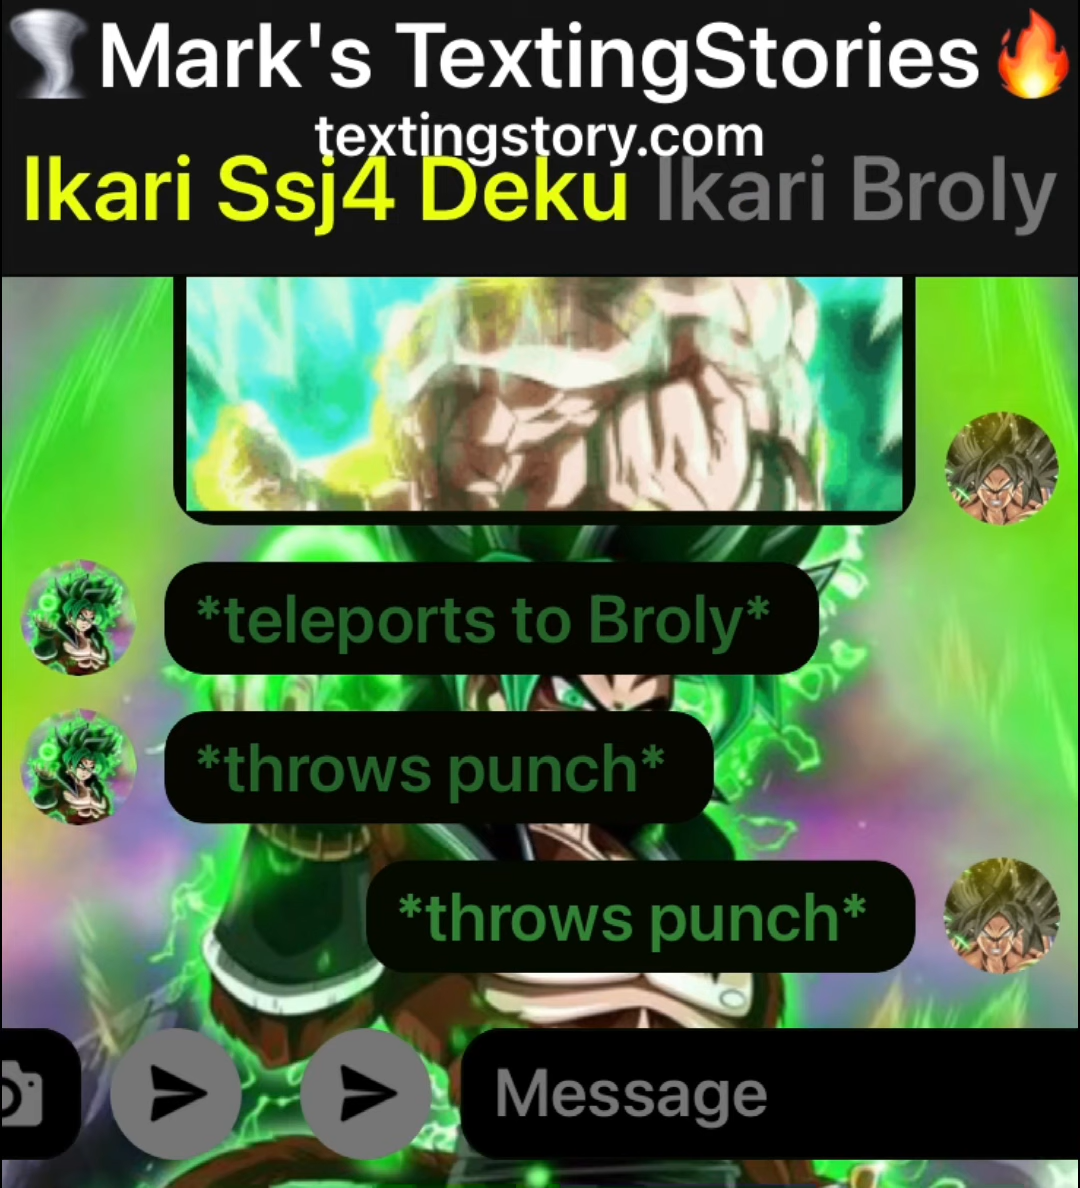 🌪️Mark's TextingStories🔥
textingstory.com
Ikari Ssj4 Deku Ikari Broly
*teleports to Broly*
*throws punch*
*throws punch*
Message